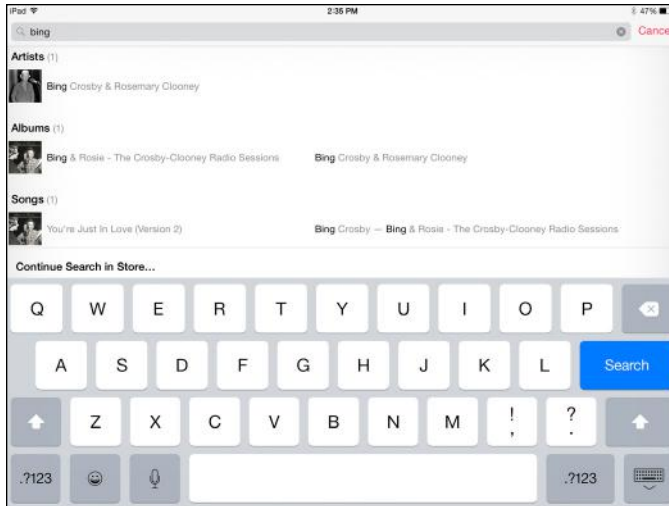 iPad 2:35 PM 47%
bing Cance
Artists (1)
Bing Crosby & Rosemary Clooney
Albums (1)
Bing & Rosie - The Crosby-Clooney Radio Sessions Bing Crosby & Rosemary Clooney
Songs (1)
You're Just In Love (Version 2) Bing Crosby — Bing & Rosie - The Crosby-Clooney Radio Sessions
Continue Search in Store...
Q W E R T Y U I O P
A S D F G H J K L Search
Z X C V B N M ! , ? .
.?123 .?123